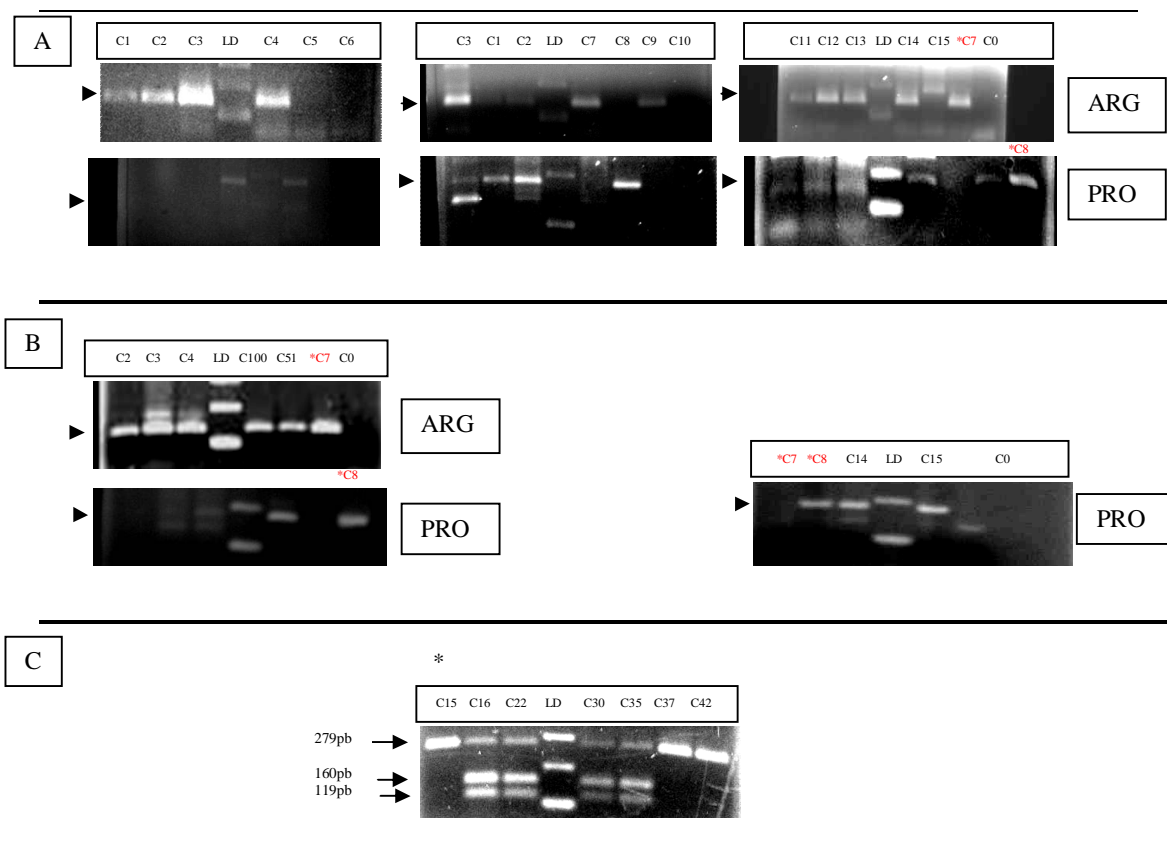 A
C1 C2 C3 LD C4 C5 C6
C3 C1 C2 LD C7 C8 C9 C10
C11 C12 C13 LD C14 C15 *C7 C0
ARG
*C8
PRO
B
C2 C3 C4 LD C100 C51 *C7 C0
ARG
*C8
PRO
*C7 *C8 C14 LD C15 C0
PRO
C
*
C15 C16 C22 LD C30 C35 C37 C42
279pb
160pb
119pb